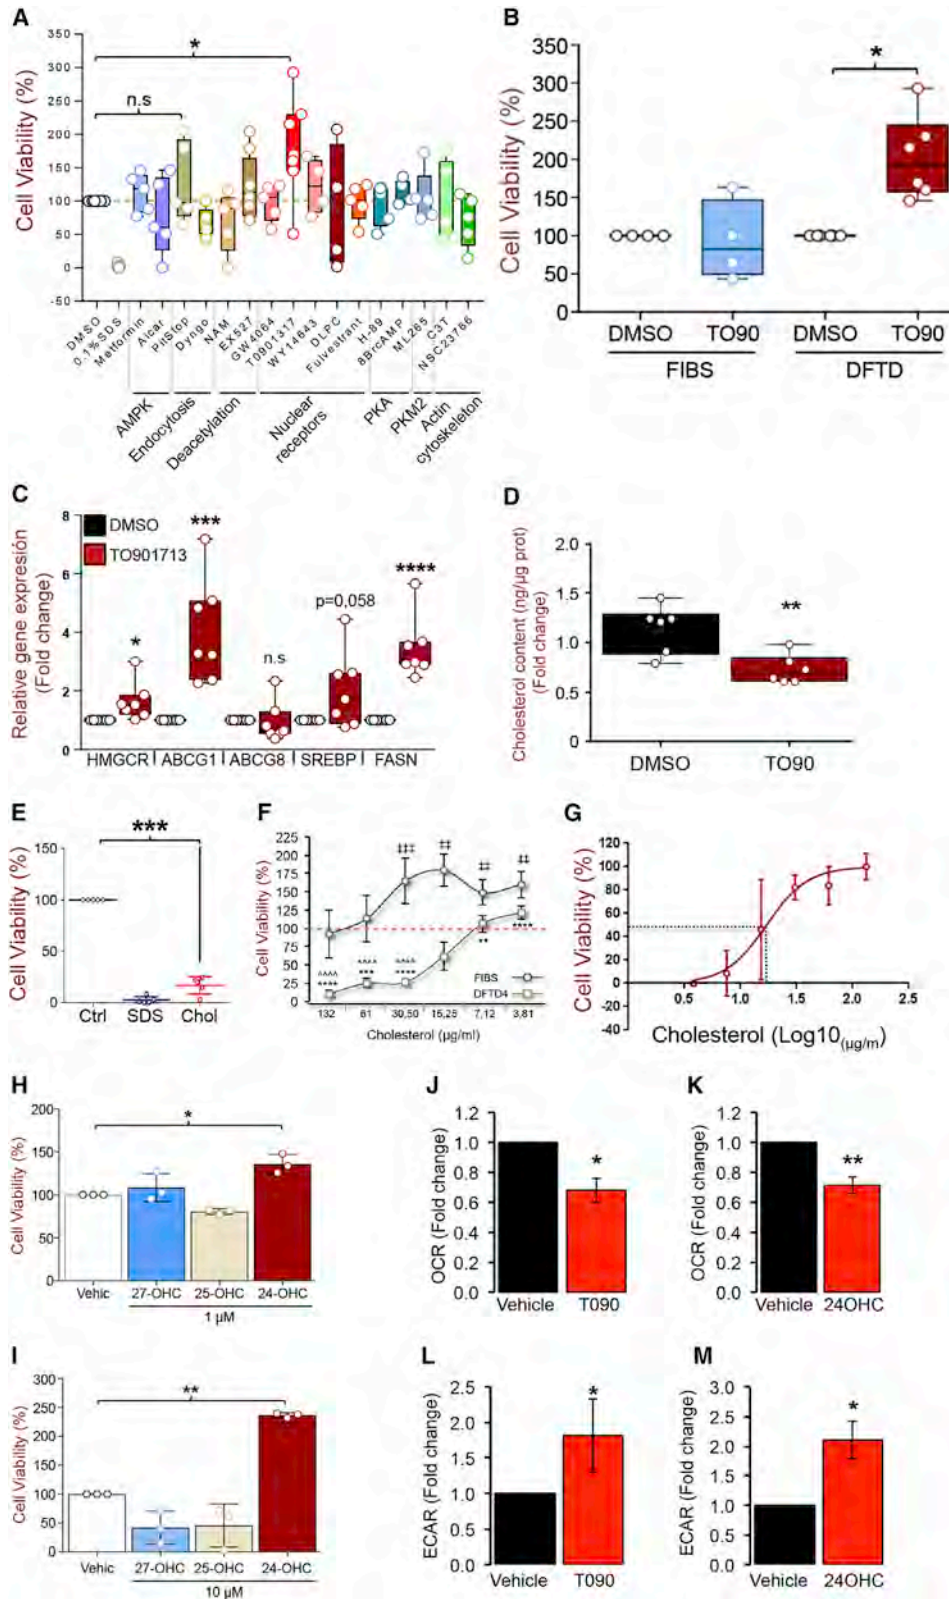 A
Cell Viability (%)
350
300
250
200
150
100
50
0
-50
*
n.s
DMSO
0.1%SDS
Metformin
Aicar
PitStop
Dyngo
NAM
EX527
GW4064
T0901317
WY14643
DLPC
Fulvestrant
H-89
8BrcAMP
ML265
C3T
NSC23766
AMPK
Endocytosis
Deacetylation
Nuclear
receptors
PKA
PKM2
Actin
cytoskeleton
B
Cell Viability (%)
350
300
250
200
150
100
50
0
*
DMSO TO90 DMSO TO90
FIBS DFTD
C
Relative gene expresión
(Fold change)
8
6
4
2
0
DMSO
TO901713
*
***
n.s
p=0,058
****
HMGCR ABCG1 ABCG8 SREBP FASN
D
Cholesterol content (ng/µg prot)
(Fold change)
2.0
1.5
1.0
0.5
0.0
**
DMSO TO90
E
Cell Viability (%)
150
100
50
0
***
Ctrl SDS Chol
F
Cell Viability (%)
225
200
175
150
125
100
75
50
25
0
‡‡‡ ‡‡ ‡‡ ‡‡
^^^^ ^^^^ ^^^^
**** *** **** ** ****
FIBS
DFTD4
132 61 30,50 15,25 7,12 3,81
Cholesterol (µg/ml)
G
Cell Viability (%)
120
100
80
60
40
20
0
-20
-40
0.5 1.0 1.5 2.0 2.5
Cholesterol (Log10(µg/m)
H
Cell Viability (%)
200
150
100
50
0
*
Vehic 27-OHC 25-OHC 24-OHC
1 µM
J
OCR (Fold change)
1.2
1.0
0.8
0.6
0.4
0.2
0.0
*
Vehicle T090
K
OCR (Fold change)
1.2
1.0
0.8
0.6
0.4
0.2
0.0
**
Vehicle 24OHC
I
Cell Viability (%)
300
250
200
150
100
50
0
**
Vehic 27-OHC 25-OHC 24-OHC
10 µM
L
ECAR (Fold change)
2.5
2.0
1.5
1.0
0.5
0.0
*
Vehicle T090
M
ECAR (Fold change)
3.0
2.5
2.0
1.5
1.0
0.5
0.0
*
Vehicle 24OHC